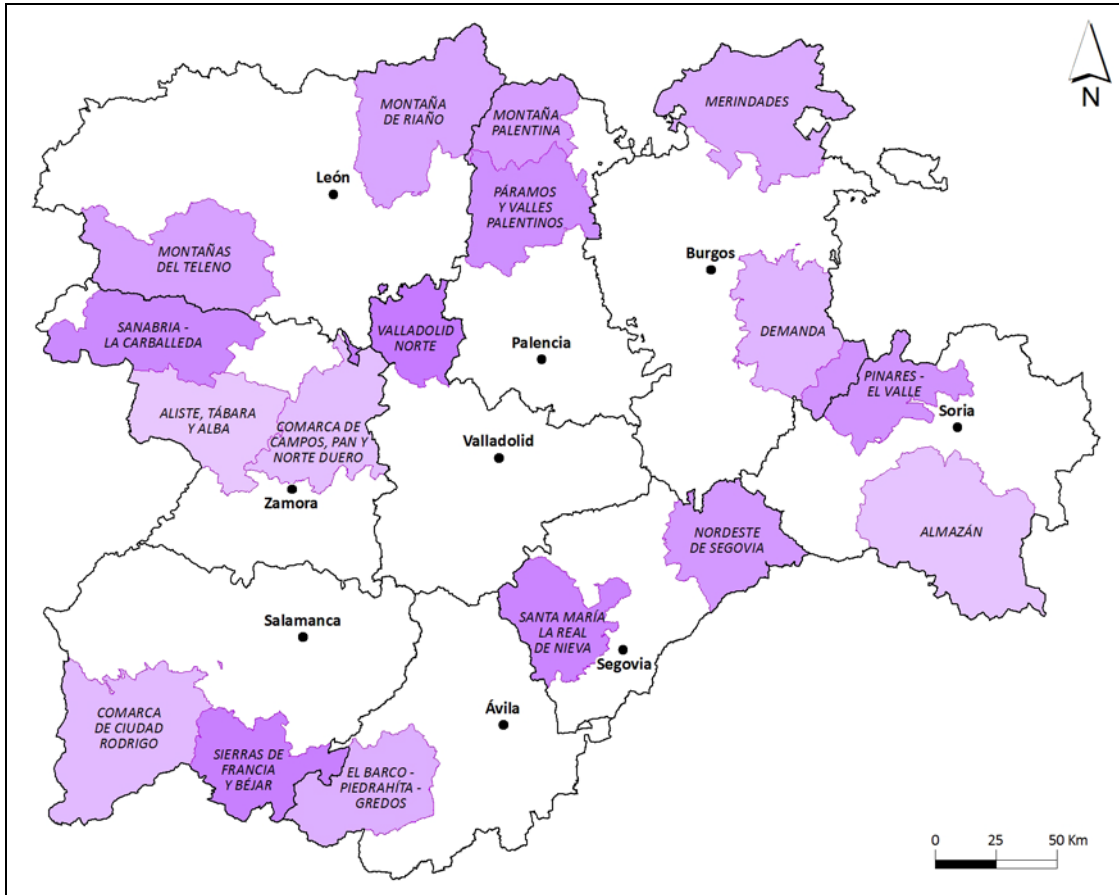 N
MONTAÑA
DE RIAÑO
MONTAÑA
PALENTINA
MERINDADES
León
PÁRAMOS
Y VALLES
PALENTINOS
MONTAÑAS
DEL TELENO
Burgos
SANABRIA -
LA CARBALLEDA
VALLADOLID
NORTE
Palencia
DEMANDA
PINARES -
EL VALLE
Soria
ALISTE, TÁBARA
Y ALBA
COMARCA DE
CAMPOS, PAN Y
NORTE DUERO
Valladolid
Zamora
NORDESTE
DE SEGOVIA
ALMAZÁN
Salamanca
SANTA MARÍA
LA REAL
DE NIEVA
Segovia
COMARCA
DE CIUDAD
RODRIGO
Ávila
SIERRAS DE
FRANCIA
Y BÉJAR
EL BARCO -
PIEDRAHÍTA -
GREDOS
0 25 50 Km